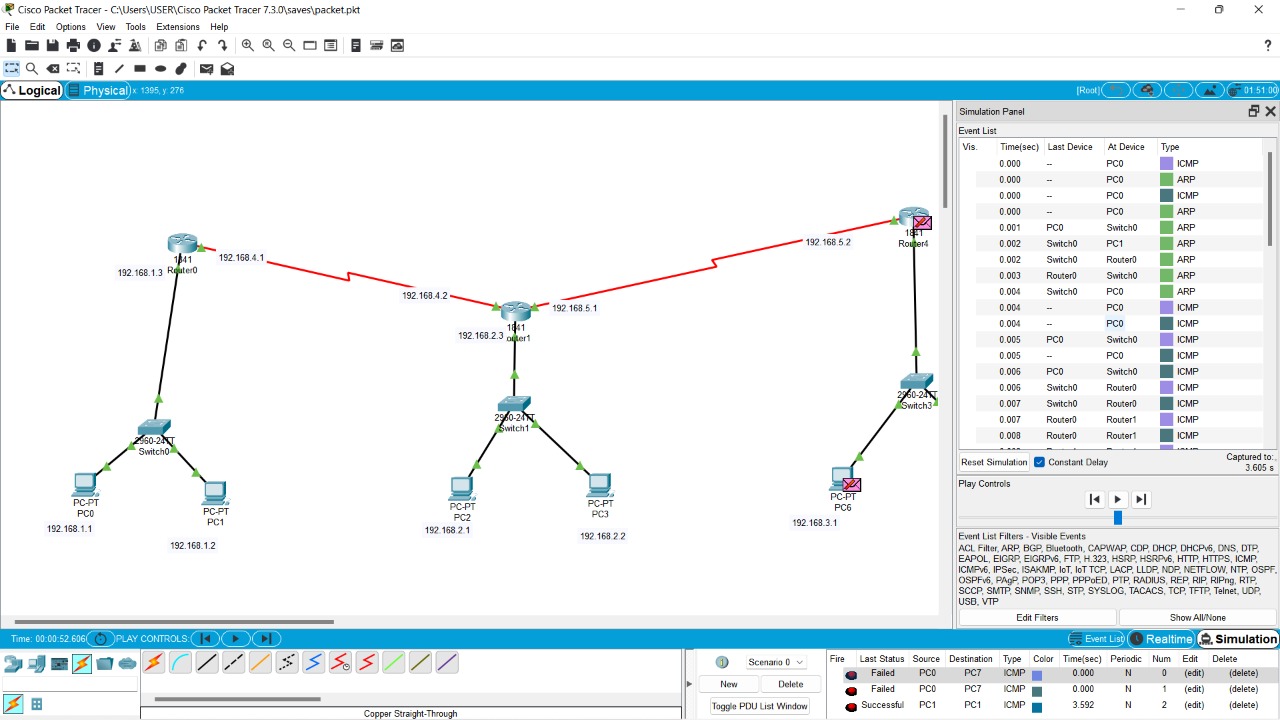 Cisco Packet Tracer - C:\Users\USER\Cisco Packet Tracer 7.3.0\saves\packet.pkt
File Edit Options View Tools Extensions Help
?
Logical Physical x: 1395, y: 276 [Root] 01:51:00
Simulation Panel
Event List
Vis. Time(sec) Last Device At Device Type
0.000 -- PC0 ICMP
0.000 -- PC0 ARP
0.000 -- PC0 ICMP
0.000 -- PC0 ARP
0.001 PC0 Switch0 ARP
0.002 Switch0 PC1 ARP
0.002 Switch0 Router0 ARP
0.003 Router0 Switch0 ARP
0.004 Switch0 PC0 ARP
0.004 -- PC0 ICMP
0.004 -- PC0 ICMP
0.005 PC0 Switch0 ICMP
0.005 -- PC0 ICMP
0.006 PC0 Switch0 ICMP
0.006 Switch0 Router0 ICMP
0.007 Switch0 Router0 ICMP
0.007 Router0 Router1 ICMP
0.008 Router0 Router1 ICMP
Reset Simulation Constant Delay Captured to:
3.605 s
Play Controls
Event List Filters - Visible Events
ACL Filter, ARP, BGP, Bluetooth, CAPWAP, CDP, DHCP, DHCPv6, DNS, DTP,
EAPOL, EIGRP, EIGRPv6, FTP, H.323, HSRP, HSRPv6, HTTP, HTTPS, ICMP,
ICMPv6, IPSec, ISAKMP, IoT, IoT TCP, LACP, LLDP, NDP, NETFLOW, NTP, OSPF,
OSPFv6, PAgP, POP3, PPP, PPPoED, PTP, RADIUS, REP, RIP, RIPng, RTP,
SCCP, SMTP, SNMP, SSH, STP, SYSLOG, TACACS, TCP, TFTP, Telnet, UDP,
USB, VTP
Edit Filters Show All/None
1841
Router0
192.168.1.3
192.168.4.1
192.168.4.2
1841
outer1
192.168.2.3
192.168.5.1
192.168.5.2
1841
Router4
2960-24TT
Switch0
2960-24TT
Switch1
2960-24TT
Switch3
PC-PT
PC0
192.168.1.1
PC-PT
PC1
192.168.1.2
PC-PT
PC2
192.168.2.1
PC-PT
PC3
192.168.2.2
PC-PT
PC6
192.168.3.1
Time: 00:00:52.606 PLAY CONTROLS: Event List Realtime Simulation
Copper Straight-Through
Scenario 0
New Delete
Toggle PDU List Window
Fire Last Status Source Destination Type Color Time(sec) Periodic Num Edit Delete
Failed PC0 PC7 ICMP 0.000 N 0 (edit) (delete)
Failed PC0 PC7 ICMP 0.000 N 1 (edit) (delete)
Successful PC1 PC1 ICMP 3.592 N 2 (edit) (delete)